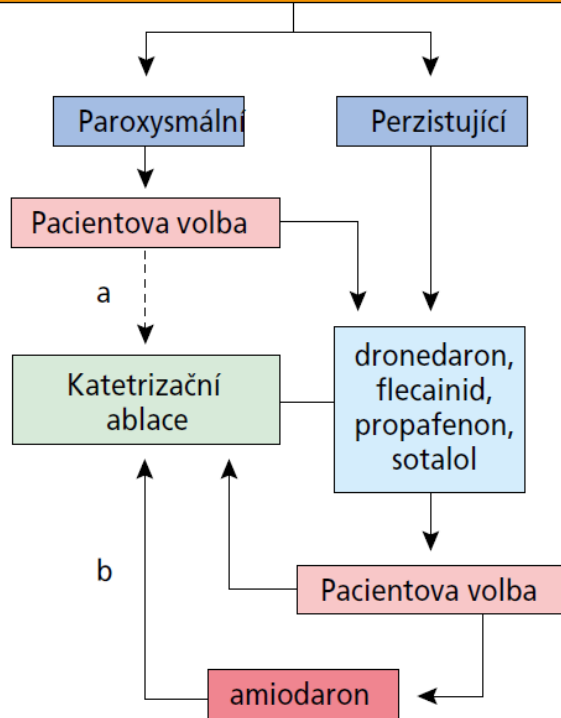 Paroxysmální
Perzistující
Pacientova volba
a
Katetrizační
ablace
dronedaron,
flecainid,
propafenon,
sotalol
b
Pacientova volba
amiodaron